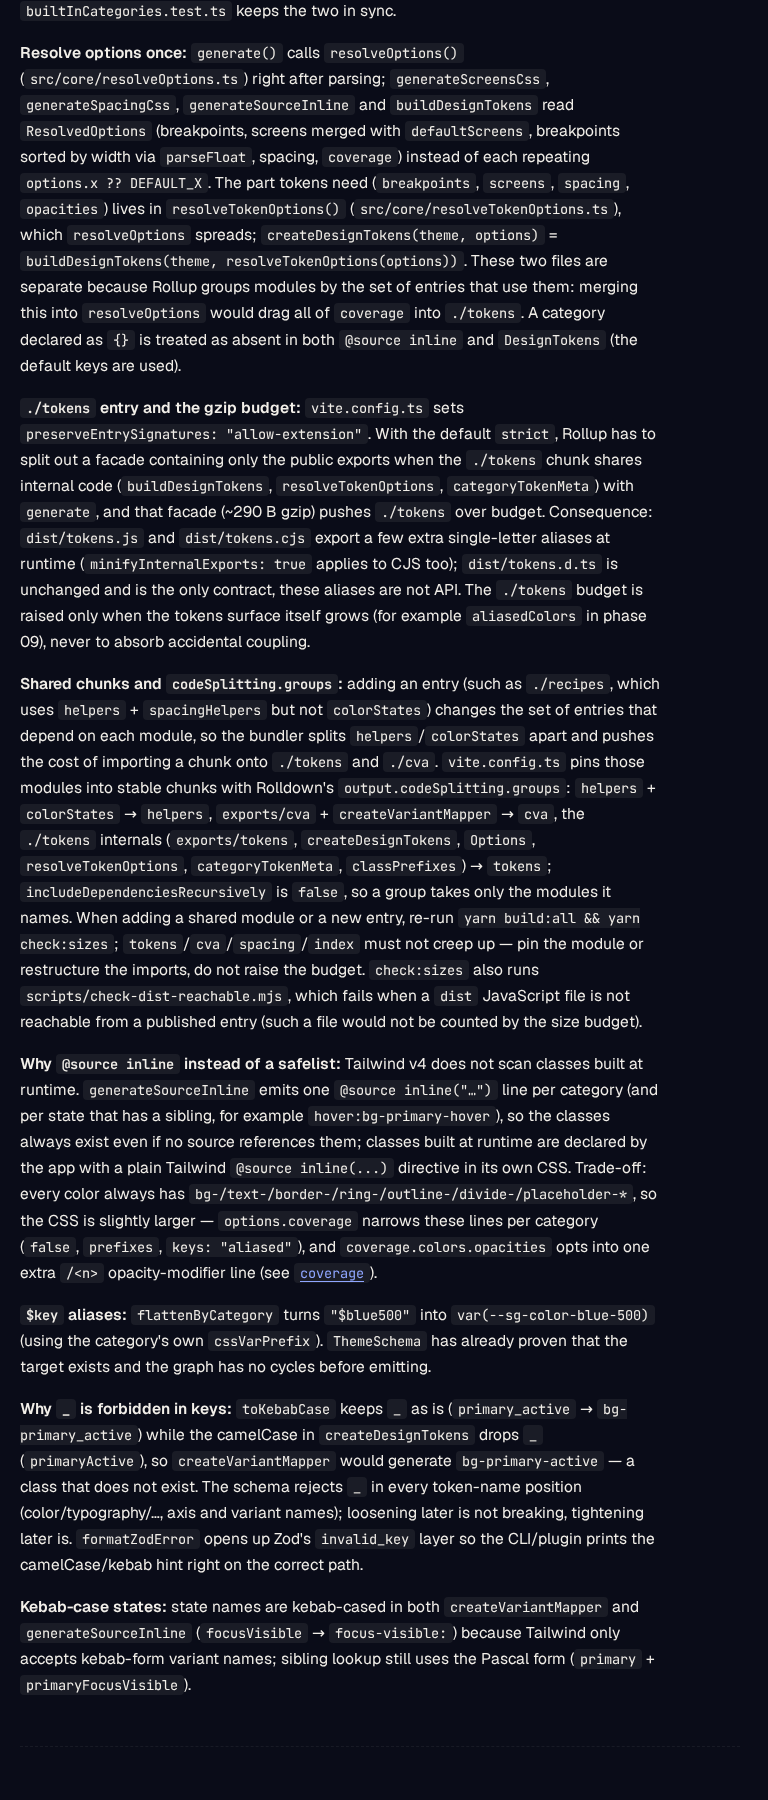 builtInCategories.test.ts keeps the two in sync.
Resolve options once: generate() calls resolveOptions()
(src/core/resolveOptions.ts) right after parsing; generateScreensCss,
generateSpacingCss, generateSourceInline and buildDesignTokens read
ResolvedOptions (breakpoints, screens merged with defaultScreens, breakpoints
sorted by width via parseFloat, spacing, coverage) instead of each repeating
options.x ?? DEFAULT_X. The part tokens need (breakpoints, screens, spacing,
opacities) lives in resolveTokenOptions() (src/core/resolveTokenOptions.ts),
which resolveOptions spreads; createDesignTokens(theme, options) =
buildDesignTokens(theme, resolveTokenOptions(options)). These two files are
separate because Rollup groups modules by the set of entries that use them: merging
this into resolveOptions would drag all of coverage into ./tokens. A category
declared as {} is treated as absent in both @source inline and DesignTokens (the
default keys are used).
./tokens entry and the gzip budget: vite.config.ts sets
preserveEntrySignatures: "allow-extension". With the default strict, Rollup has to
split out a facade containing only the public exports when the ./tokens chunk shares
internal code (buildDesignTokens, resolveTokenOptions, categoryTokenMeta) with
generate, and that facade (~290 B gzip) pushes ./tokens over budget. Consequence:
dist/tokens.js and dist/tokens.cjs export a few extra single-letter aliases at
runtime (minifyInternalExports: true applies to CJS too); dist/tokens.d.ts is
unchanged and is the only contract, these aliases are not API. The ./tokens budget is
raised only when the tokens surface itself grows (for example aliasedColors in phase
09), never to absorb accidental coupling.
Shared chunks and codeSplitting.groups: adding an entry (such as ./recipes, which
uses helpers + spacingHelpers but not colorStates) changes the set of entries that
depend on each module, so the bundler splits helpers/colorStates apart and pushes
the cost of importing a chunk onto ./tokens and ./cva. vite.config.ts pins those
modules into stable chunks with Rolldown's output.codeSplitting.groups: helpers +
colorStates → helpers, exports/cva + createVariantMapper → cva, the
./tokens internals (exports/tokens, createDesignTokens, Options,
resolveTokenOptions, categoryTokenMeta, classPrefixes) → tokens;
includeDependenciesRecursively is false, so a group takes only the modules it
names. When adding a shared module or a new entry, re-run yarn build:all && yarn
check:sizes; tokens/cva/spacing/index must not creep up — pin the module or
restructure the imports, do not raise the budget. check:sizes also runs
scripts/check-dist-reachable.mjs, which fails when a dist JavaScript file is not
reachable from a published entry (such a file would not be counted by the size budget).
Why @source inline instead of a safelist: Tailwind v4 does not scan classes built at
runtime. generateSourceInline emits one @source inline("…") line per category (and
per state that has a sibling, for example hover:bg-primary-hover), so the classes
always exist even if no source references them; classes built at runtime are declared by
the app with a plain Tailwind @source inline(...) directive in its own CSS. Trade-off:
every color always has bg-/text-/border-/ring-/outline-/divide-/placeholder-*, so
the CSS is slightly larger — options.coverage narrows these lines per category
(false, prefixes, keys: "aliased"), and coverage.colors.opacities opts into one
extra /<n> opacity-modifier line (see coverage).
$key aliases: flattenByCategory turns "$blue500" into var(--sg-color-blue-500)
(using the category's own cssVarPrefix). ThemeSchema has already proven that the
target exists and the graph has no cycles before emitting.
Why _ is forbidden in keys: toKebabCase keeps _ as is (primary_active → bg-
primary_active) while the camelCase in createDesignTokens drops _
(primaryActive), so createVariantMapper would generate bg-primary-active — a
class that does not exist. The schema rejects _ in every token-name position
(color/typography/…, axis and variant names); loosening later is not breaking, tightening
later is. formatZodError opens up Zod's invalid_key layer so the CLI/plugin prints the
camelCase/kebab hint right on the correct path.
Kebab-case states: state names are kebab-cased in both createVariantMapper and
generateSourceInline (focusVisible → focus-visible:) because Tailwind only
accepts kebab-form variant names; sibling lookup still uses the Pascal form (primary +
primaryFocusVisible).